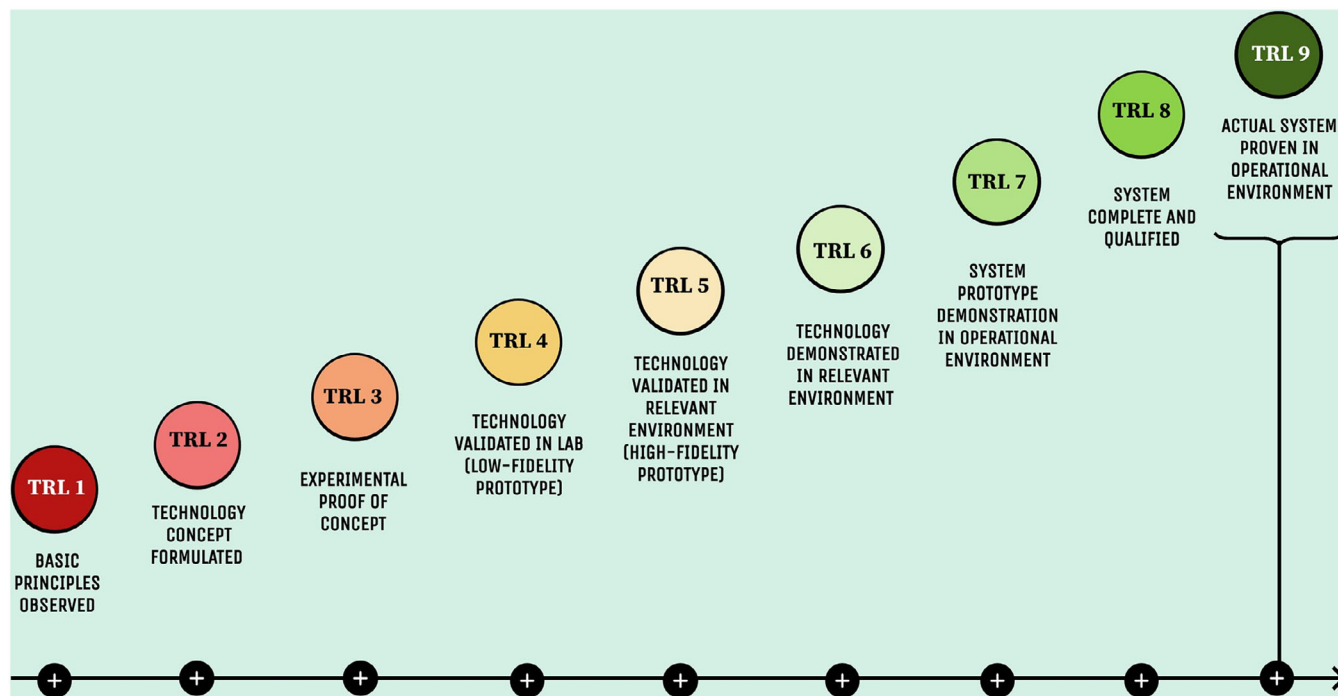 TRL 1
BASIC
PRINCIPLES
OBSERVED
TRL 2
TECHNOLOGY
CONCEPT
FORMULATED
TRL 3
EXPERIMENTAL
PROOF OF
CONCEPT
TRL 4
TECHNOLOGY
VALIDATED IN LAB
(LOW-FIDELITY
PROTOTYPE)
TRL 5
TECHNOLOGY
VALIDATED IN
RELEVANT
ENVIRONMENT
(HIGH-FIDELITY
PROTOTYPE)
TRL 6
TECHNOLOGY
DEMONSTRATED
IN RELEVANT
ENVIRONMENT
TRL 7
SYSTEM
PROTOTYPE
DEMONSTRATION
IN OPERATIONAL
ENVIRONMENT
TRL 8
SYSTEM
COMPLETE AND
QUALIFIED
TRL 9
ACTUAL SYSTEM
PROVEN IN
OPERATIONAL
ENVIRONMENT
+ + + + + + + + +